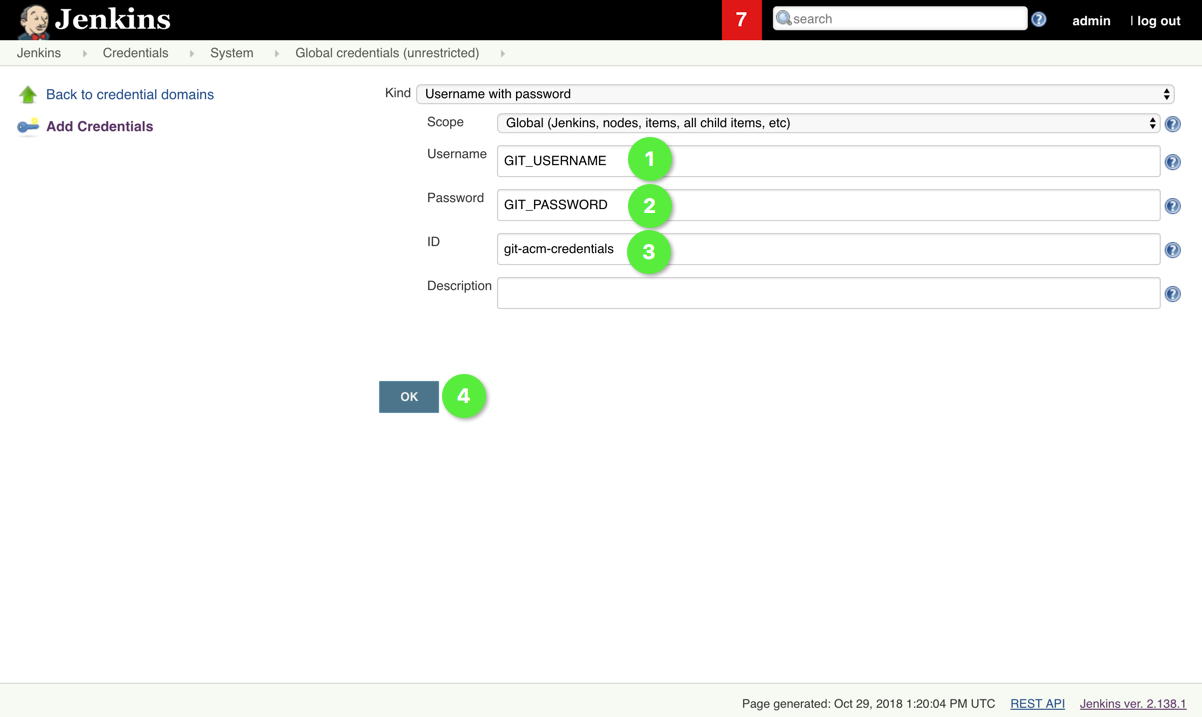 Jenkins
7
search
admin
| log out
Jenkins
Credentials
System
Global credentials (unrestricted)
Back to credential domains
Add Credentials
Kind
Username with password
Scope
Global (Jenkins, nodes, items, all child items, etc)
Username
GIT_USERNAME
1
Password
GIT_PASSWORD
2
ID
git-acm-credentials
3
Description
OK
4
Page generated: Oct 29, 2018 1:20:04 PM UTC
REST API
Jenkins ver. 2.138.1